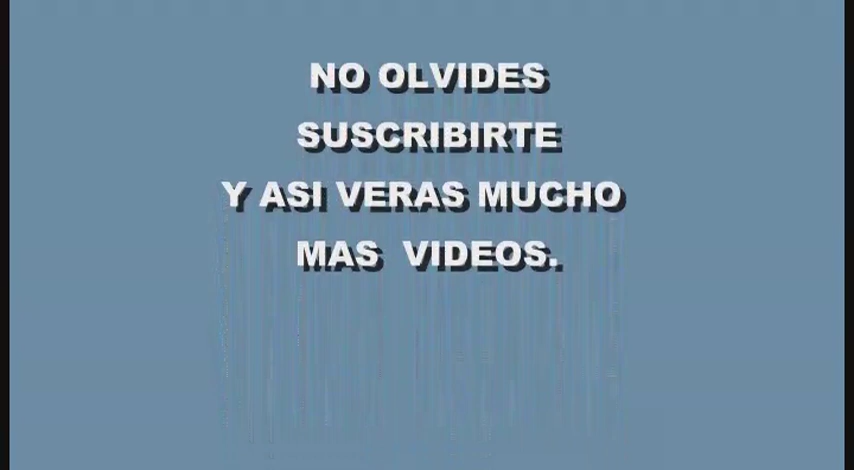 NO OLVIDES
SUSCRIBIRTE
Y ASI VERAS MUCHO
MAS VIDEOS.